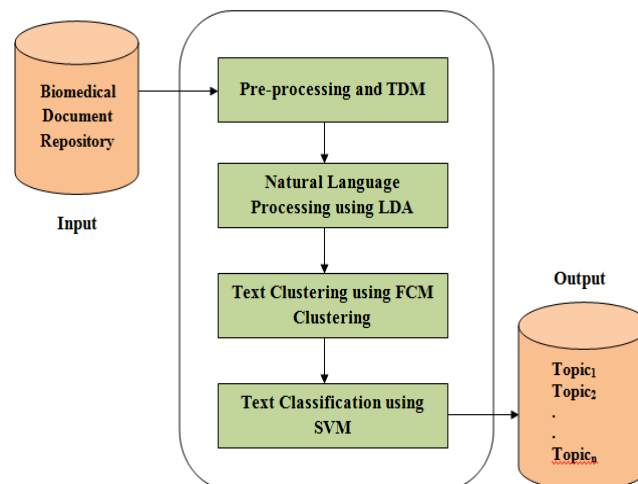 Biomedical
Document
Repository
Input
Pre-processing and TDM
Natural Language
Processing using LDA
Text Clustering using FCM
Clustering
Text Classification using
SVM
Output
Topic₁
Topic₂
.
.
Topicₙ